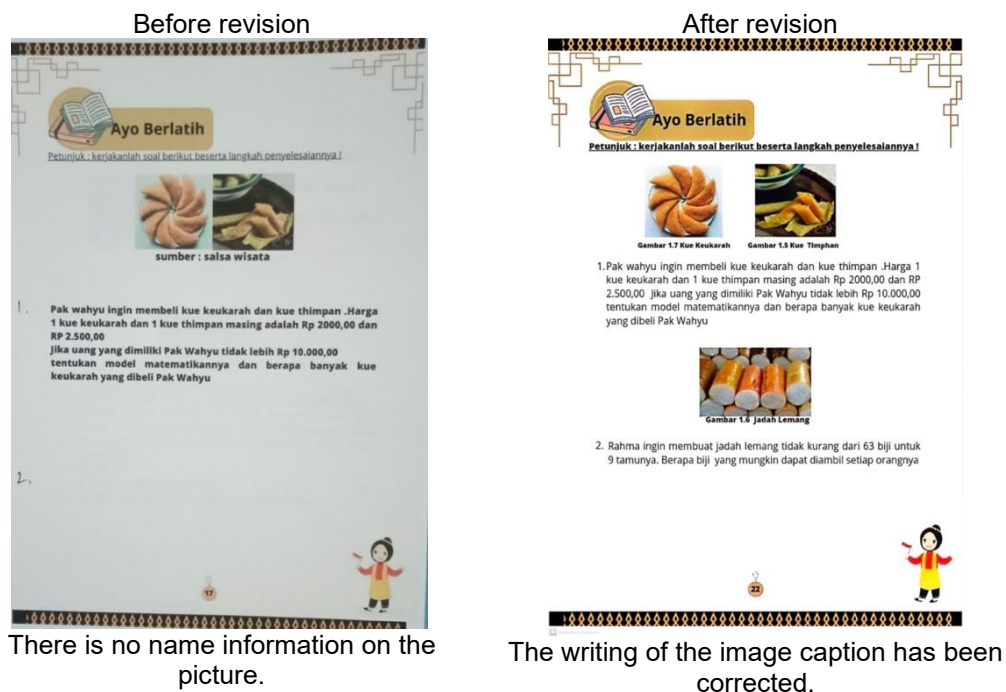 Before revision
Ayo Berlatih
Petunjuk : kerjakanlah soal berikut beserta langkah penyelesaiannya !
sumber : salsa wisata
1.
Pak wahyu ingin membeli kue keukarah dan kue thimpan .Harga
1 kue keukarah dan 1 kue thimpan masing adalah Rp 2000,00 dan
RP 2.500,00
Jika uang yang dimiliki Pak Wahyu tidak lebih Rp 10.000,00
tentukan model matematikannya dan berapa banyak kue
keukarah yang dibeli Pak Wahyu
2.
17
There is no name information on the
picture.
After revision
Ayo Berlatih
Petunjuk : kerjakanlah soal berikut beserta langkah penyelesaiannya !
Gambar 1.7 Kue Keukarah
Gambar 1.5 Kue TImphan
1.Pak wahyu ingin membeli kue keukarah dan kue thimpan .Harga 1
kue keukarah dan 1 kue thimpan masing adalah Rp 2000,00 dan RP
2.500,00 Jika uang yang dimiliki Pak Wahyu tidak lebih Rp 10.000,00
tentukan model matematikannya dan berapa banyak kue keukarah
yang dibeli Pak Wahyu
Gambar 1.6 Jadah Lemang
2. Rahma ingin membuat jadah lemang tidak kurang dari 63 biji untuk
9 tamunya. Berapa biji yang mungkin dapat diambil setiap orangnya
22
The writing of the image caption has been
corrected.